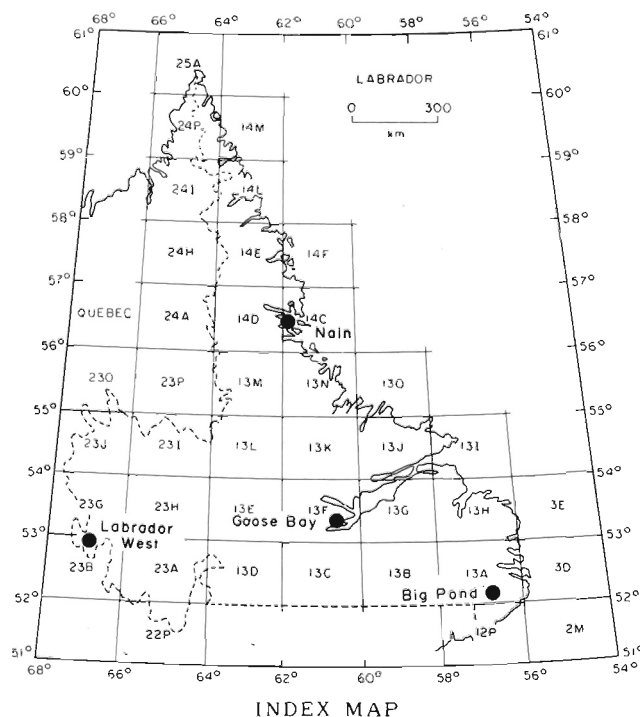 66° 64° 62° 60° 58° 56° 54°
61° 61°
25A
LABRADOR
60° 60°
0 300
km
24P 14M
59° 59°
24I 14L
58° 58°
24H 14E 14F
57° 57°
QUEBEC 24A 14D 14C
Nain
56° 56°
23O 23P 13M 13N 13O
55° 55°
23J 23I 13L 13K 13J 13I
54° 54°
23G 23H 13E 13F 13G 13H 3E
Goose Bay
53° 53°
Labrador
West
23B 23A 13D 13C 13B 13A 3D
Big Pond
52° 52°
22P 12P 2M
51° 51°
68° 66° 64° 62° 60° 58° 56° 54°
INDEX MAP